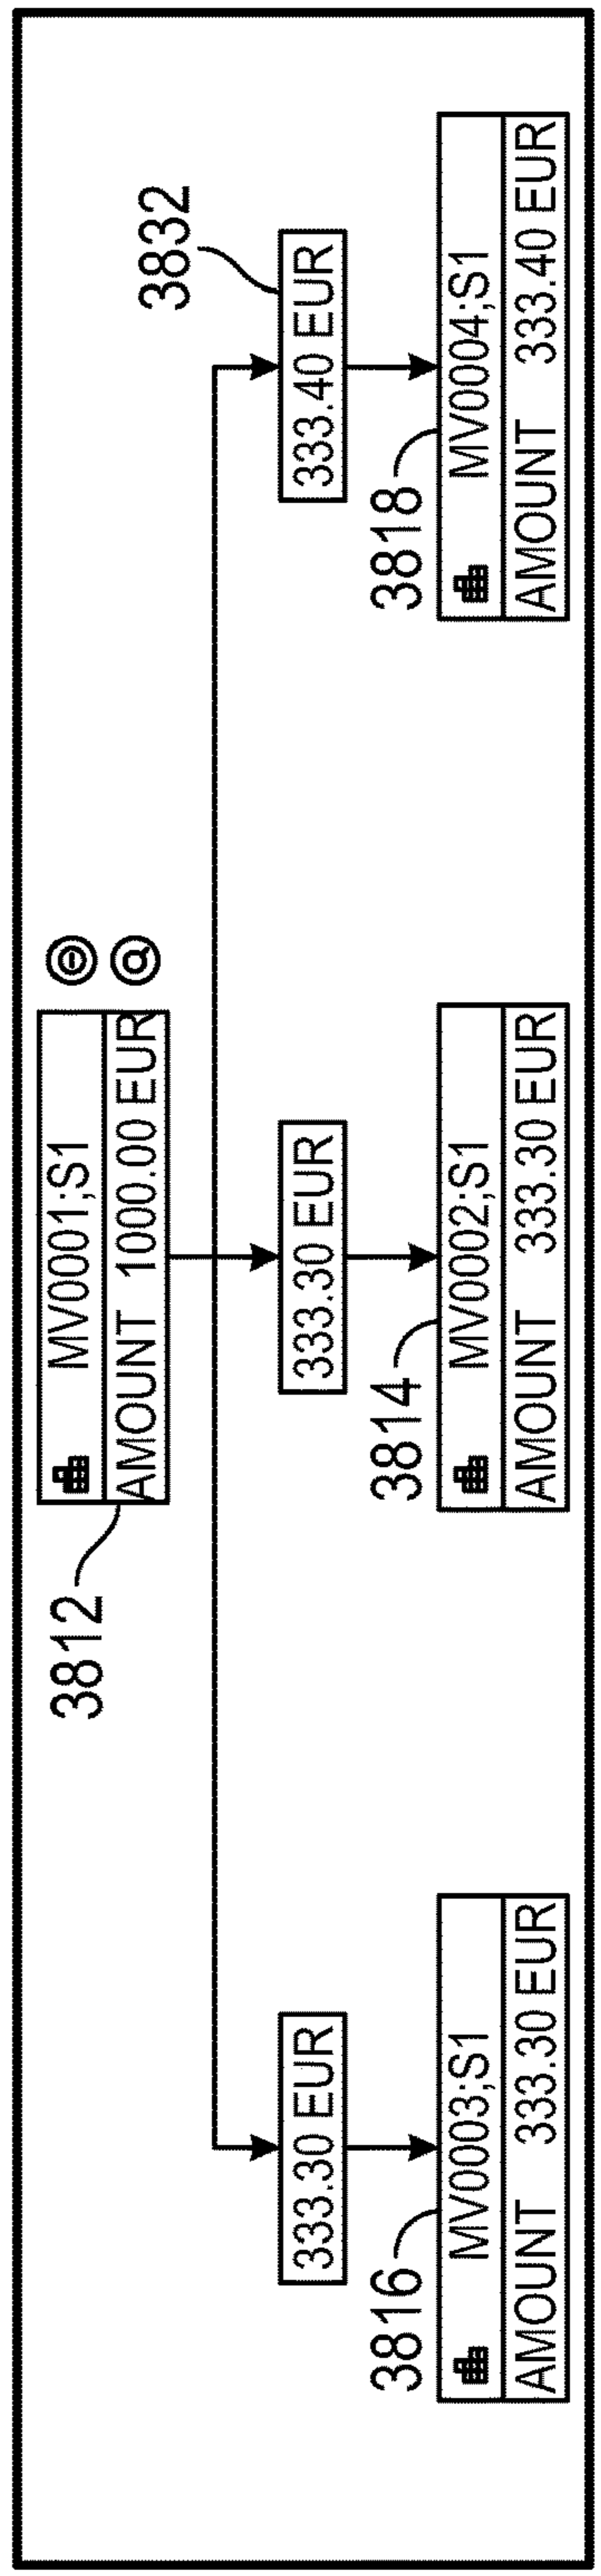 MV0001;S1
AMOUNT 1000.00 EUR
3812
333.30 EUR
333.30 EUR
333.40 EUR
3832
3816
MV0003;S1
AMOUNT 333.30 EUR
3814
MV0002;S1
AMOUNT 333.30 EUR
3818
MV0004;S1
AMOUNT 333.40 EUR